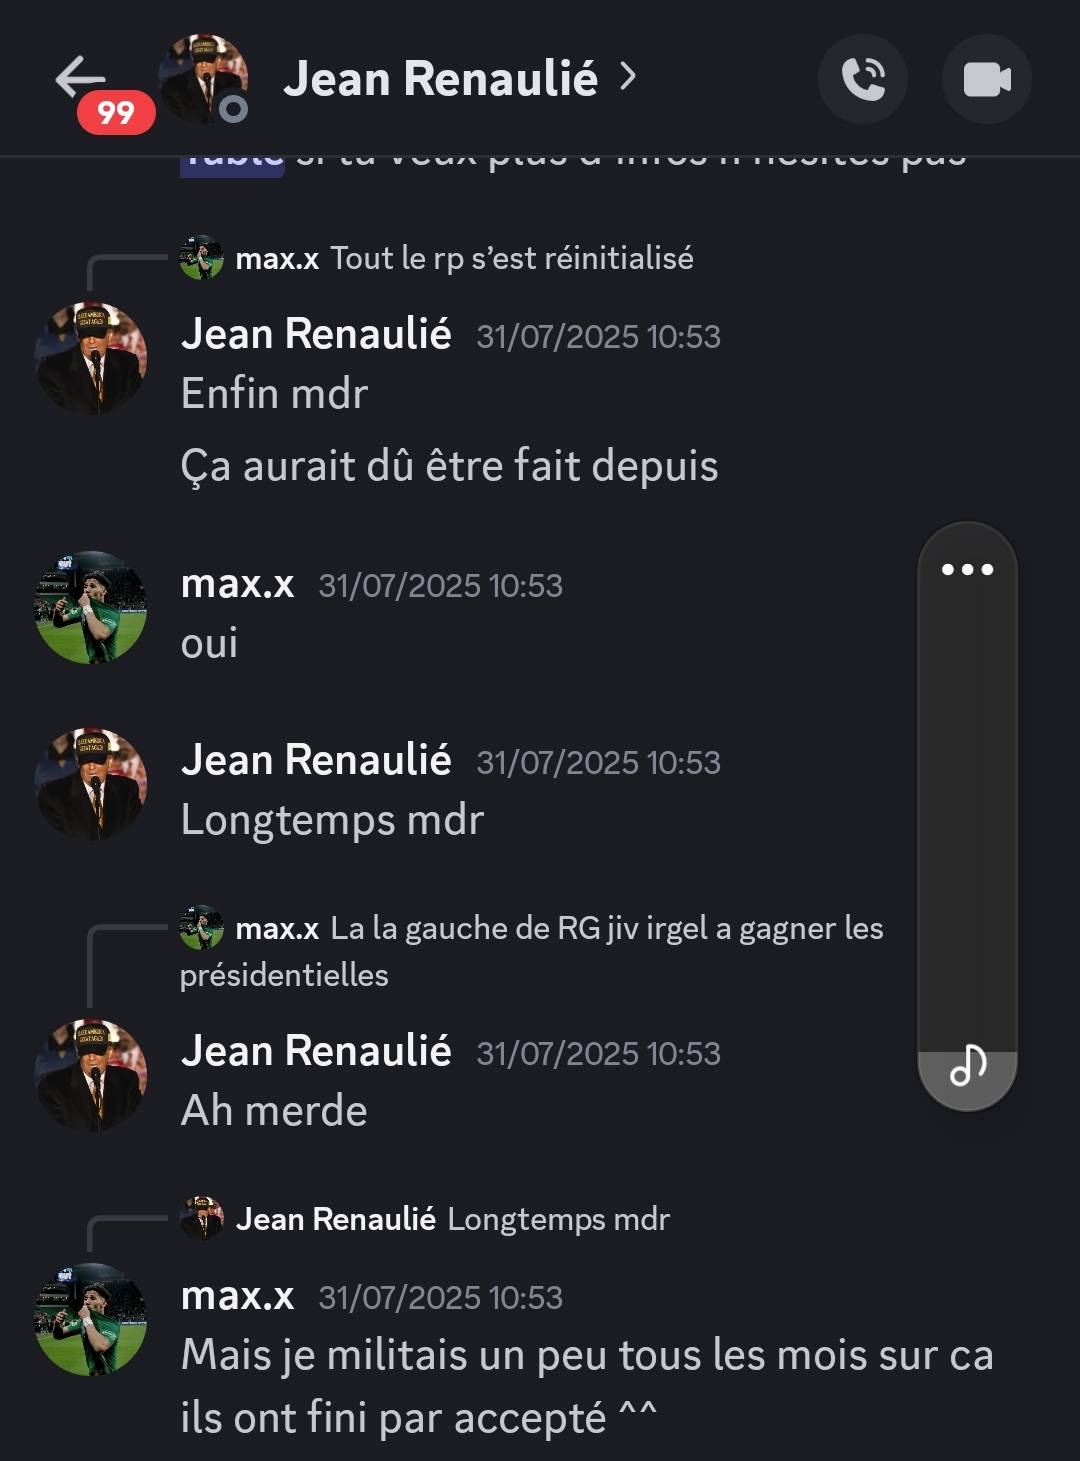 Jean Renaulié
99
si tu veux plus d'infos n'hésites pas
max.x Tout le rp s’est réinitialisé
Jean Renaulié 31/07/2025 10:53
Enfin mdr
Ça aurait dû être fait depuis
max.x 31/07/2025 10:53
oui
Jean Renaulié 31/07/2025 10:53
Longtemps mdr
max.x La la gauche de RG jiv irgel a gagner les
présidentielles
Jean Renaulié 31/07/2025 10:53
Ah merde
Jean Renaulié Longtemps mdr
max.x 31/07/2025 10:53
Mais je militais un peu tous les mois sur ca
ils ont fini par accepté ^^